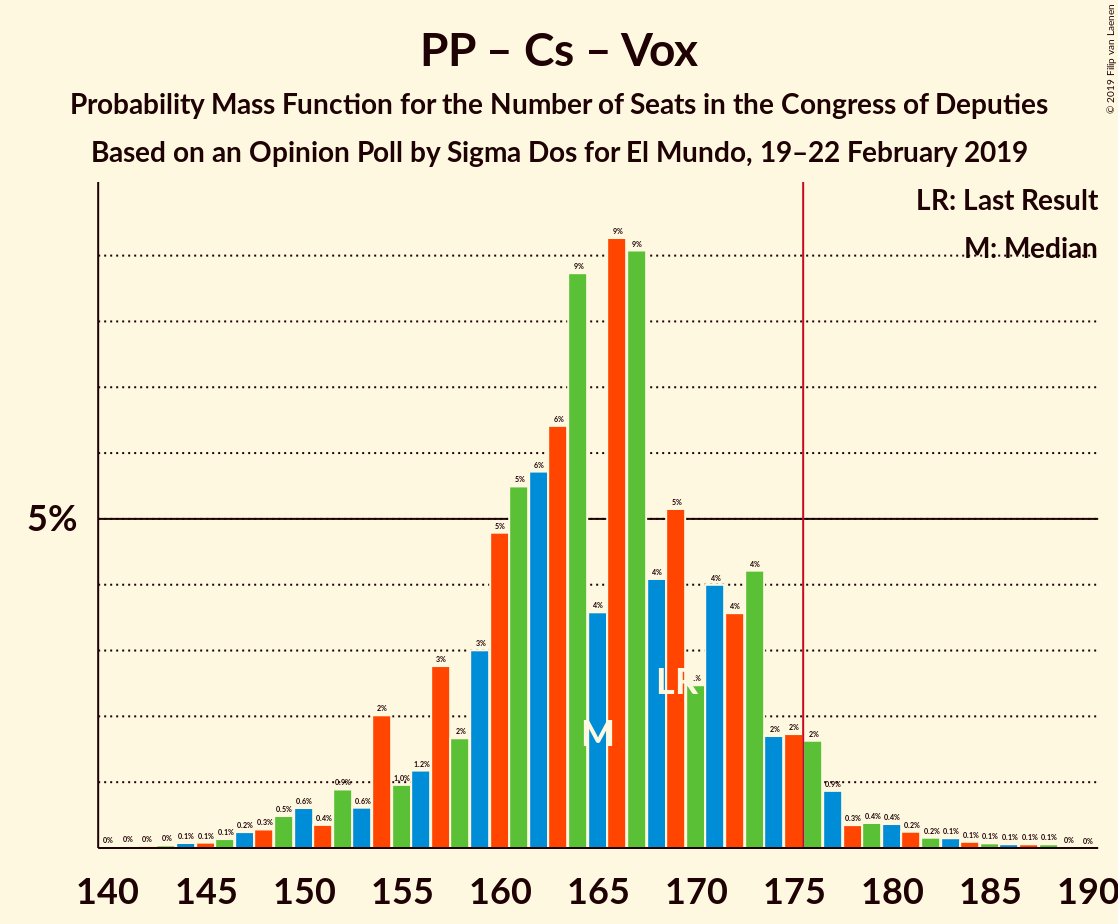 PP – Cs – Vox
Probability Mass Function for the Number of Seats in the Congress of Deputies
Based on an Opinion Poll by Sigma Dos for El Mundo, 19–22 February 2019
© 2019 Filip van Laenen
LR: Last Result
M: Median
5%
0% 0% 0% 0% 0.1% 0.1% 0.1% 0.2% 0.3% 0.5% 0.6% 0.4% 0.9% 0.6% 2% 1.0% 1.2% 3% 2% 3% 5% 5% 6% 6% 9% 4% 9% 9% 4% 5% 4% 4% 4% 2% 2% 2% 0.9% 0.3% 0.4% 0.4% 0.2% 0.2% 0.1% 0.1% 0.1% 0.1% 0.1% 0.1% 0% 0%
LR
M
140 145 150 155 160 165 170 175 180 185 190